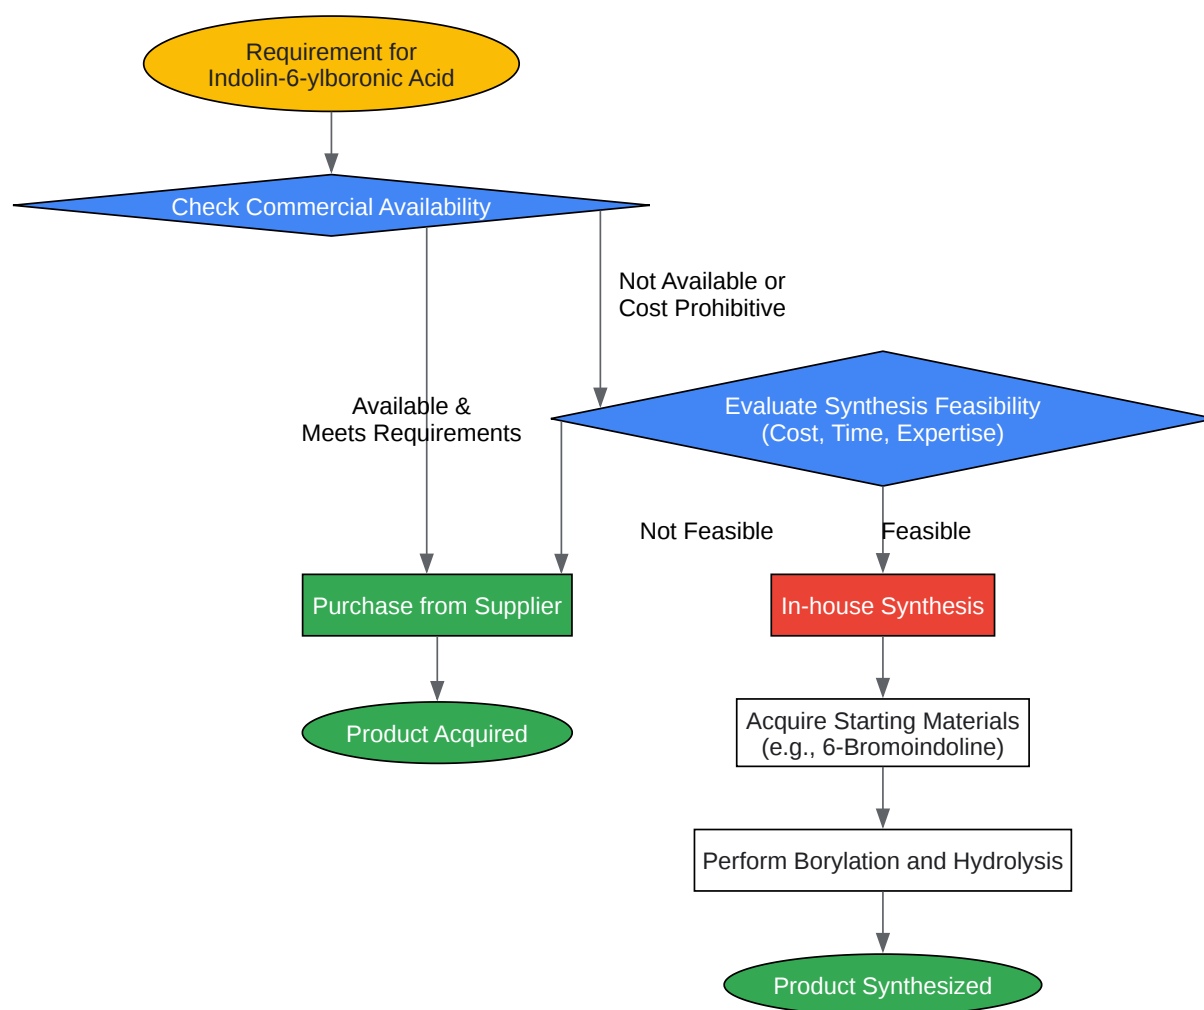 Requirement for
Indolin-6-ylboronic Acid
Check Commercial Availability
Not Available or
Cost Prohibitive
Available &
Meets Requirements
Evaluate Synthesis Feasibility
(Cost, Time, Expertise)
Not Feasible
Feasible
Purchase from Supplier
In-house Synthesis
Product Acquired
Acquire Starting Materials
(e.g., 6-Bromoindoline)
Perform Borylation and Hydrolysis
Product Synthesized